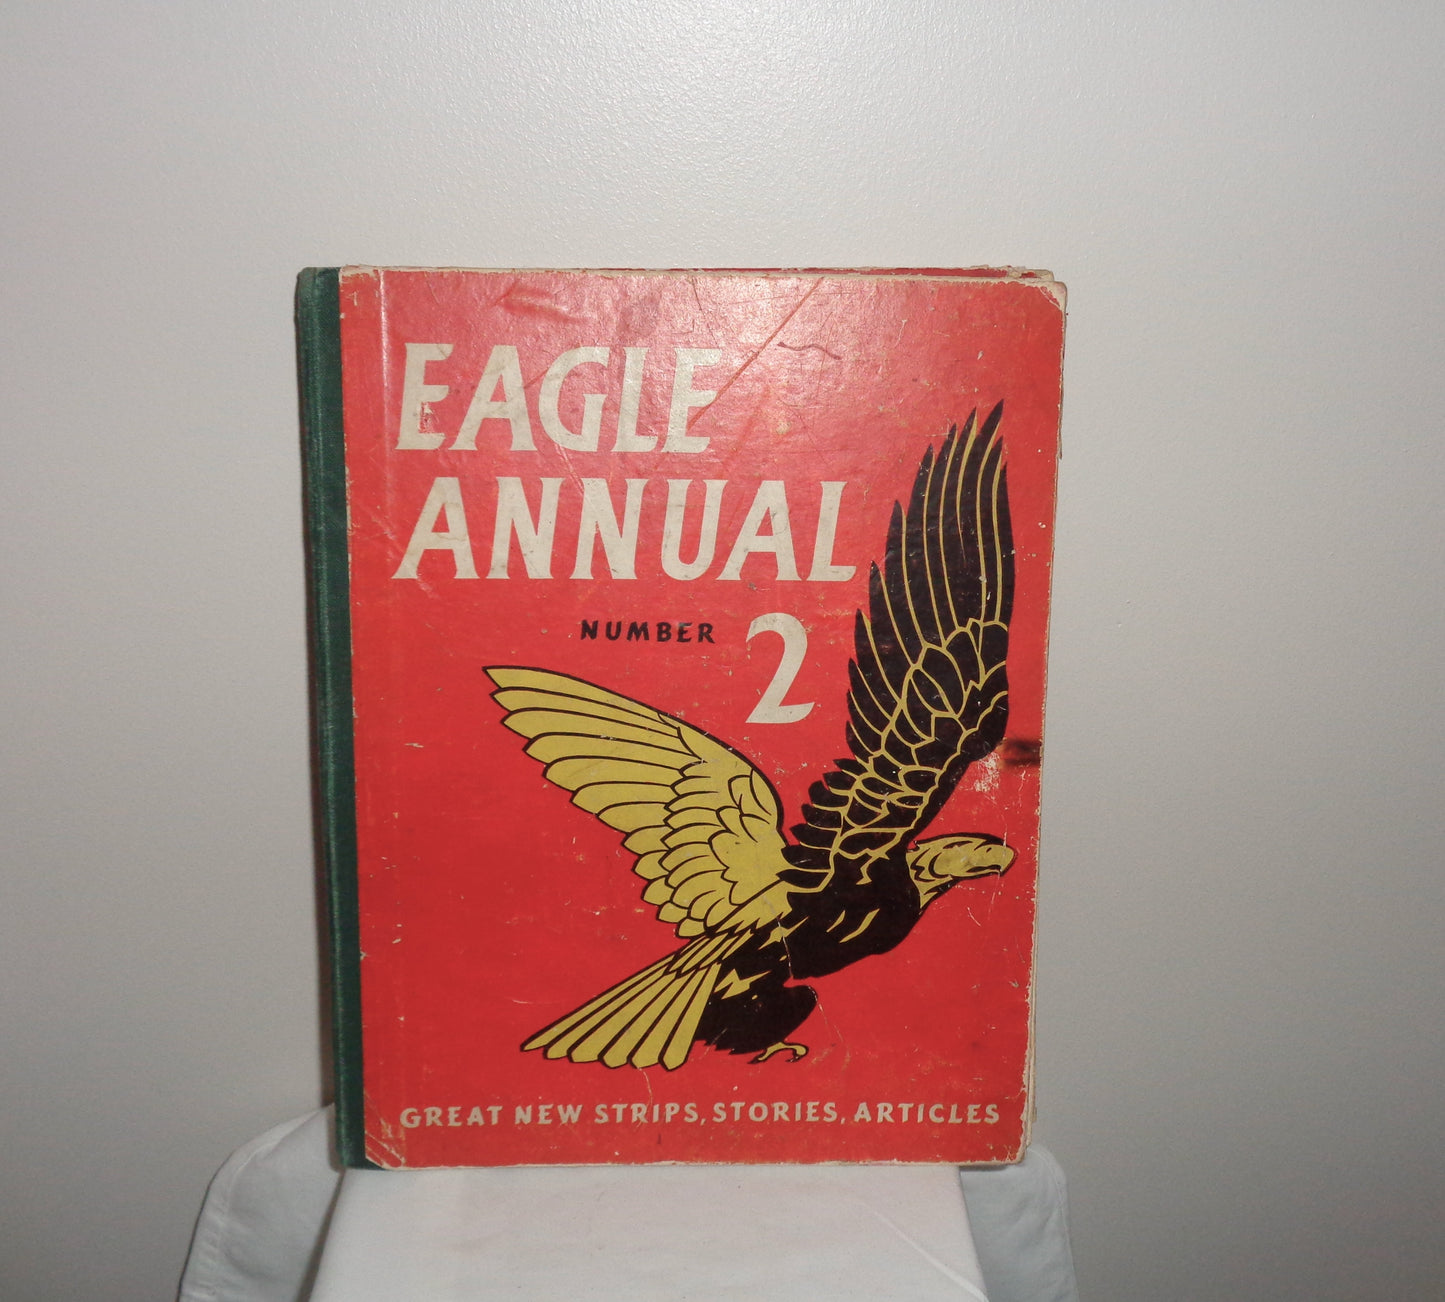 EAGLE
ANNUAL
NUMBER 2
GREAT NEW STRIPS, STORIES, ARTICLES